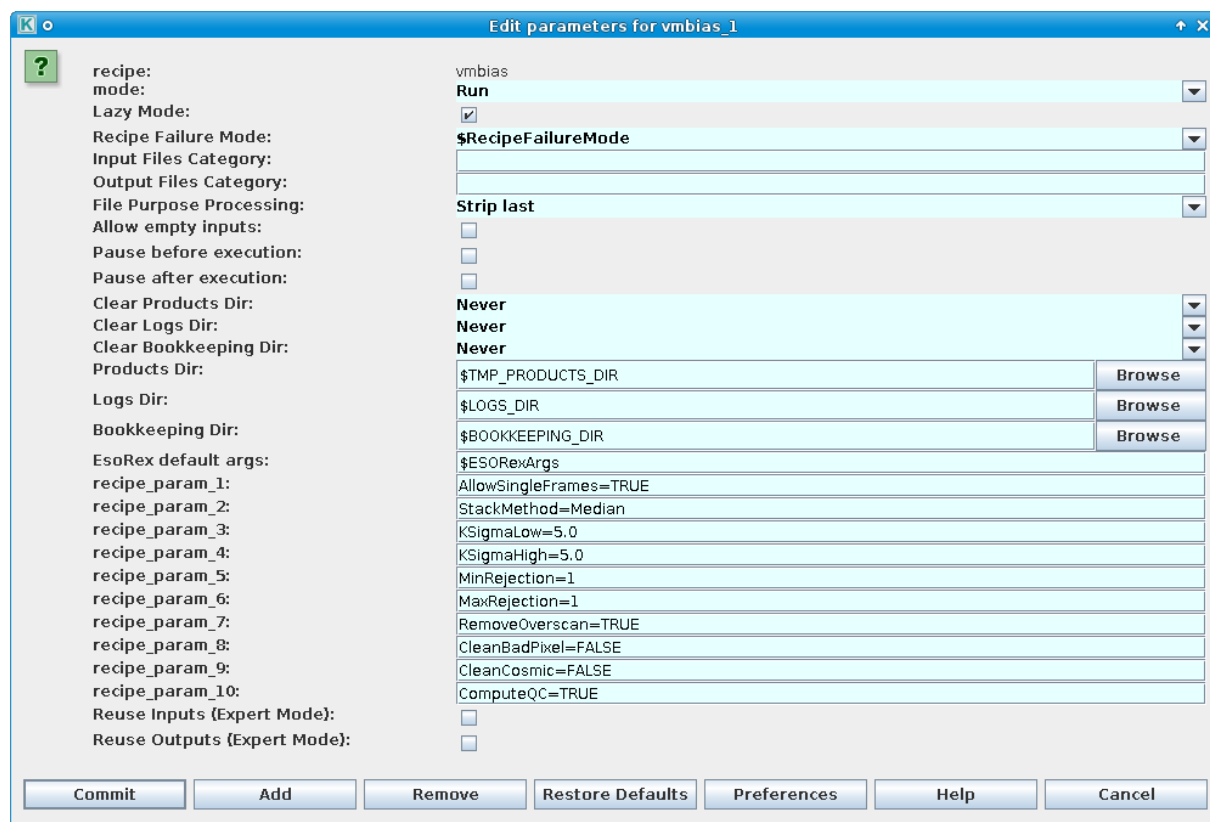 Edit parameters for vmbias_1
recipe: vmbias
mode: Run
Lazy Mode:
Recipe Failure Mode: $RecipeFailureMode
Input Files Category:
Output Files Category:
File Purpose Processing: Strip last
Allow empty inputs:
Pause before execution:
Pause after execution:
Clear Products Dir: Never
Clear Logs Dir: Never
Clear Bookkeeping Dir: Never
Products Dir: $TMP_PRODUCTS_DIR Browse
Logs Dir: $LOGS_DIR Browse
Bookkeeping Dir: $BOOKKEEPING_DIR Browse
EsoRex default args: $ESORexArgs
recipe_param_1: AllowSingleFrames=TRUE
recipe_param_2: StackMethod=Median
recipe_param_3: KSigmaLow=5.0
recipe_param_4: KSigmaHigh=5.0
recipe_param_5: MinRejection=1
recipe_param_6: MaxRejection=1
recipe_param_7: RemoveOverscan=TRUE
recipe_param_8: CleanBadPixel=FALSE
recipe_param_9: CleanCosmic=FALSE
recipe_param_10: ComputeQC=TRUE
Reuse Inputs (Expert Mode):
Reuse Outputs (Expert Mode):
Commit Add Remove Restore Defaults Preferences Help Cancel